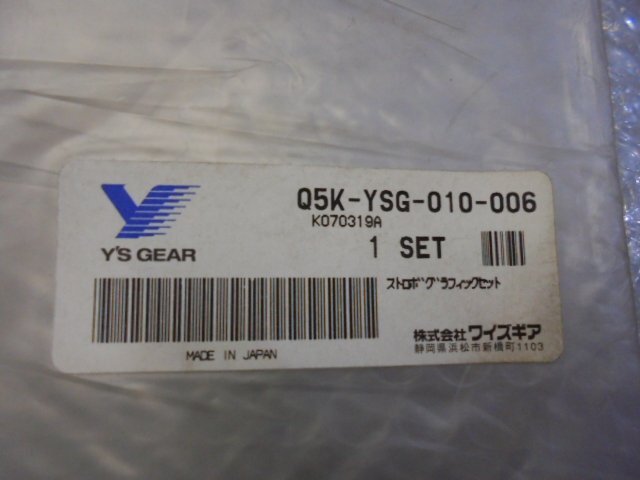 Y'S GEAR
Q5K-YSG-010-006
K070319A
1 SET
ストロボグラフィックセット
MADE IN JAPAN
株式会社ワイズギア
静岡県浜松市新橋町1103